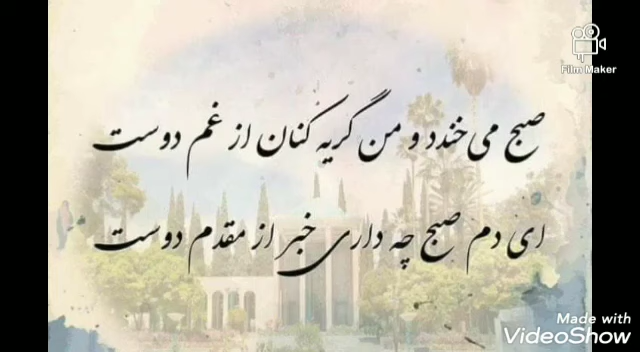 Film Maker
صبح می‌خندد و من گریه کنان از غم دوست
ای دم صبح چه داری خبر از مقدم دوست
Made with
VideoShow